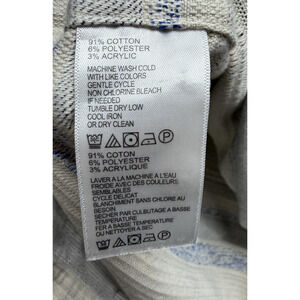 91% COTTON
6% POLYESTER
3% ACRYLIC
MACHINE WASH COLD
WITH LIKE COLORS
GENTLE CYCLE
NON CHLORINE BLEACH
IF NEEDED
TUMBLE DRY LOW
COOL IRON
OR DRY CLEAN
91% COTON
6% POLYESTER
3% ACRYLIQUE
LAVER A LA MACHINE A L'EAU
FROIDE AVEC DES COULEURS
SEMBLABLES
CYCLE DELICAT
BLANCHIMENT SANS CHLORE AU
BESOIN
SECHER PAR CULBUTAGE A BASSE
TEMPERATURE
REPASSER A BASSE TEMPERATURE
OU NETTOYER A SEC